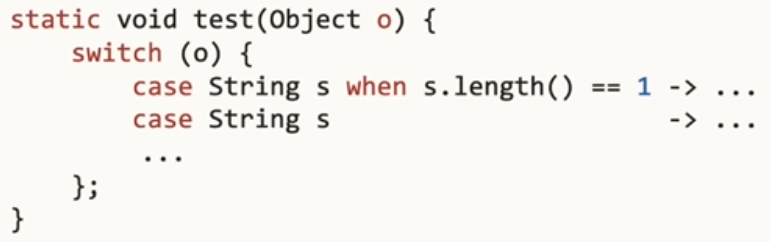 static void test(Object o) {
    switch (o) {
        case String s when s.length() == 1 -> ...
        case String s                      -> ...
        ...
    };
}